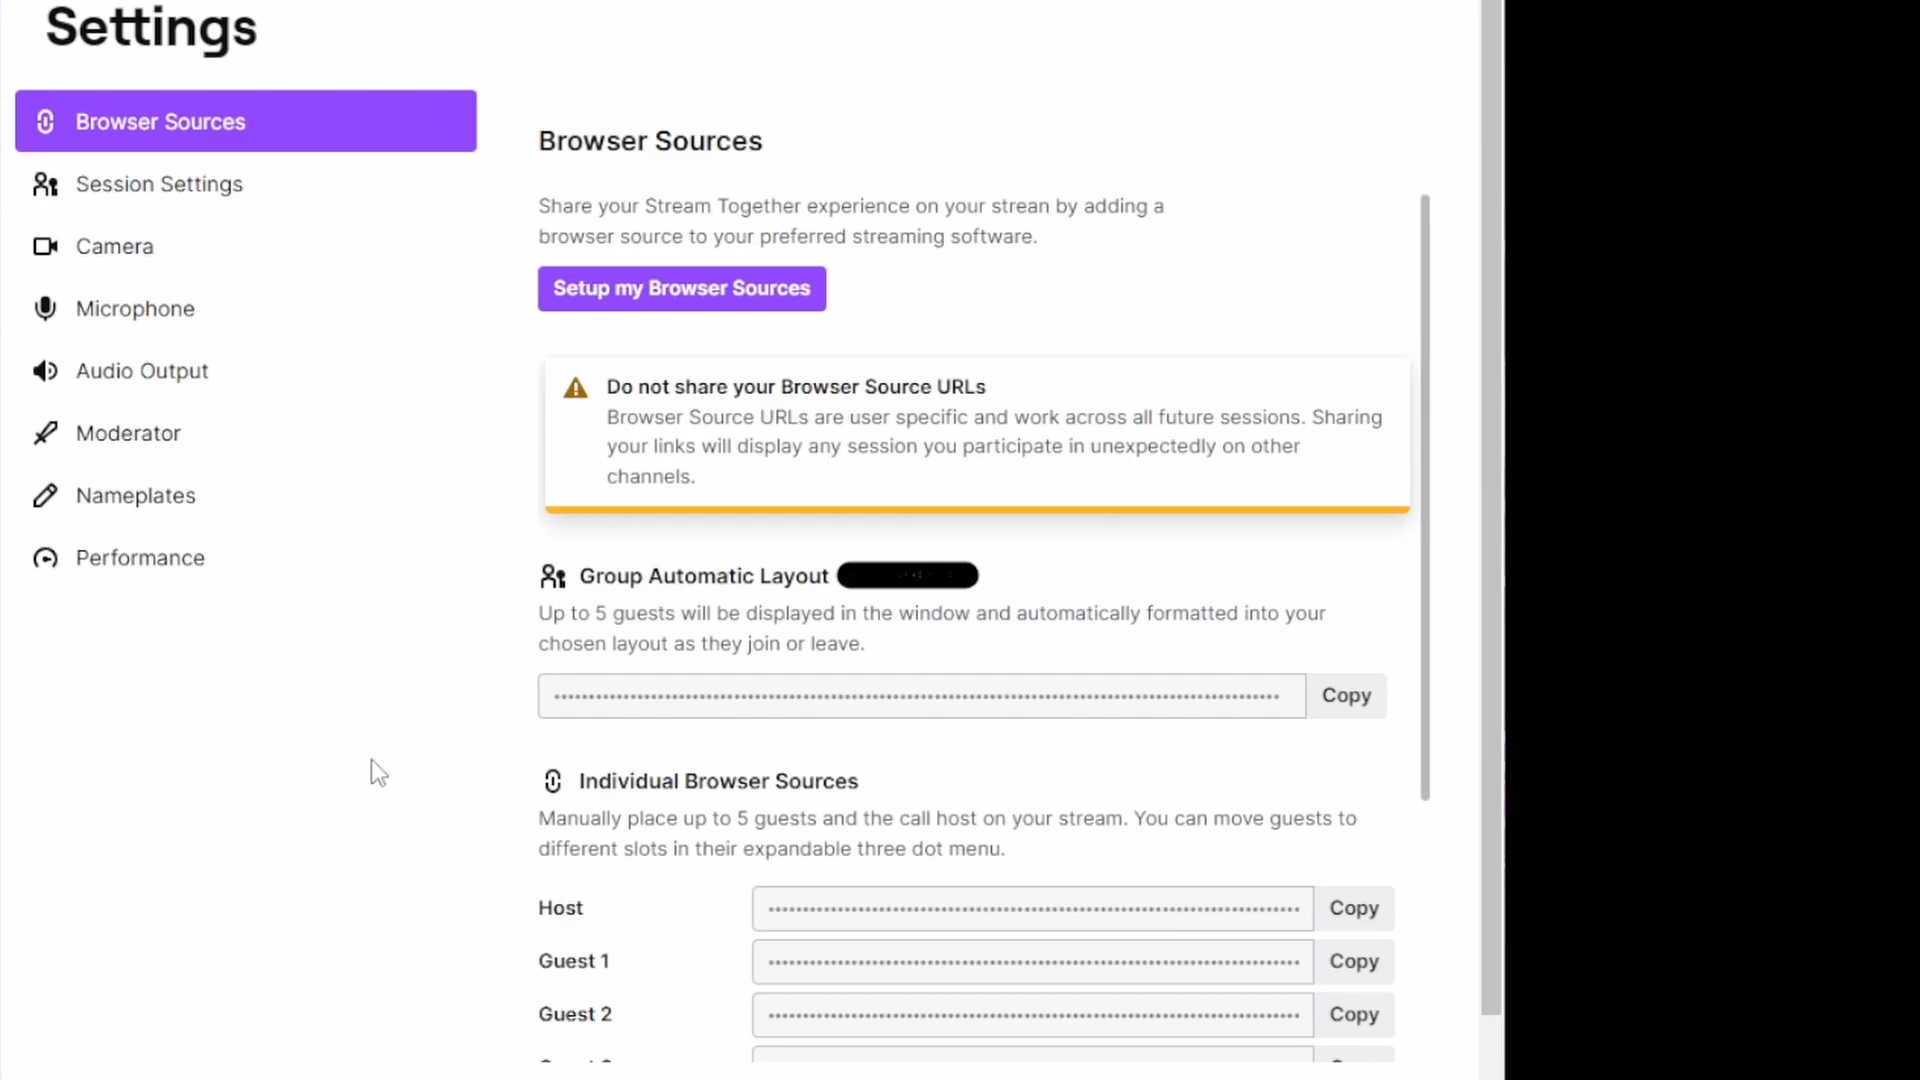 Settings
Browser Sources
Session Settings
Camera
Microphone
Audio Output
Moderator
Nameplates
Performance
Browser Sources
Share your Stream Together experience on your strean by adding a
browser source to your preferred streaming software.
Setup my Browser Sources
Do not share your Browser Source URLs
Browser Source URLs are user specific and work across all future sessions. Sharing
your links will display any session you participate in unexpectedly on other
channels.
Group Automatic Layout
Up to 5 guests will be displayed in the window and automatically formatted into your
chosen layout as they join or leave.
Copy
Individual Browser Sources
Manually place up to 5 guests and the call host on your stream. You can move guests to
different slots in their expandable three dot menu.
Host Copy
Guest 1 Copy
Guest 2 Copy